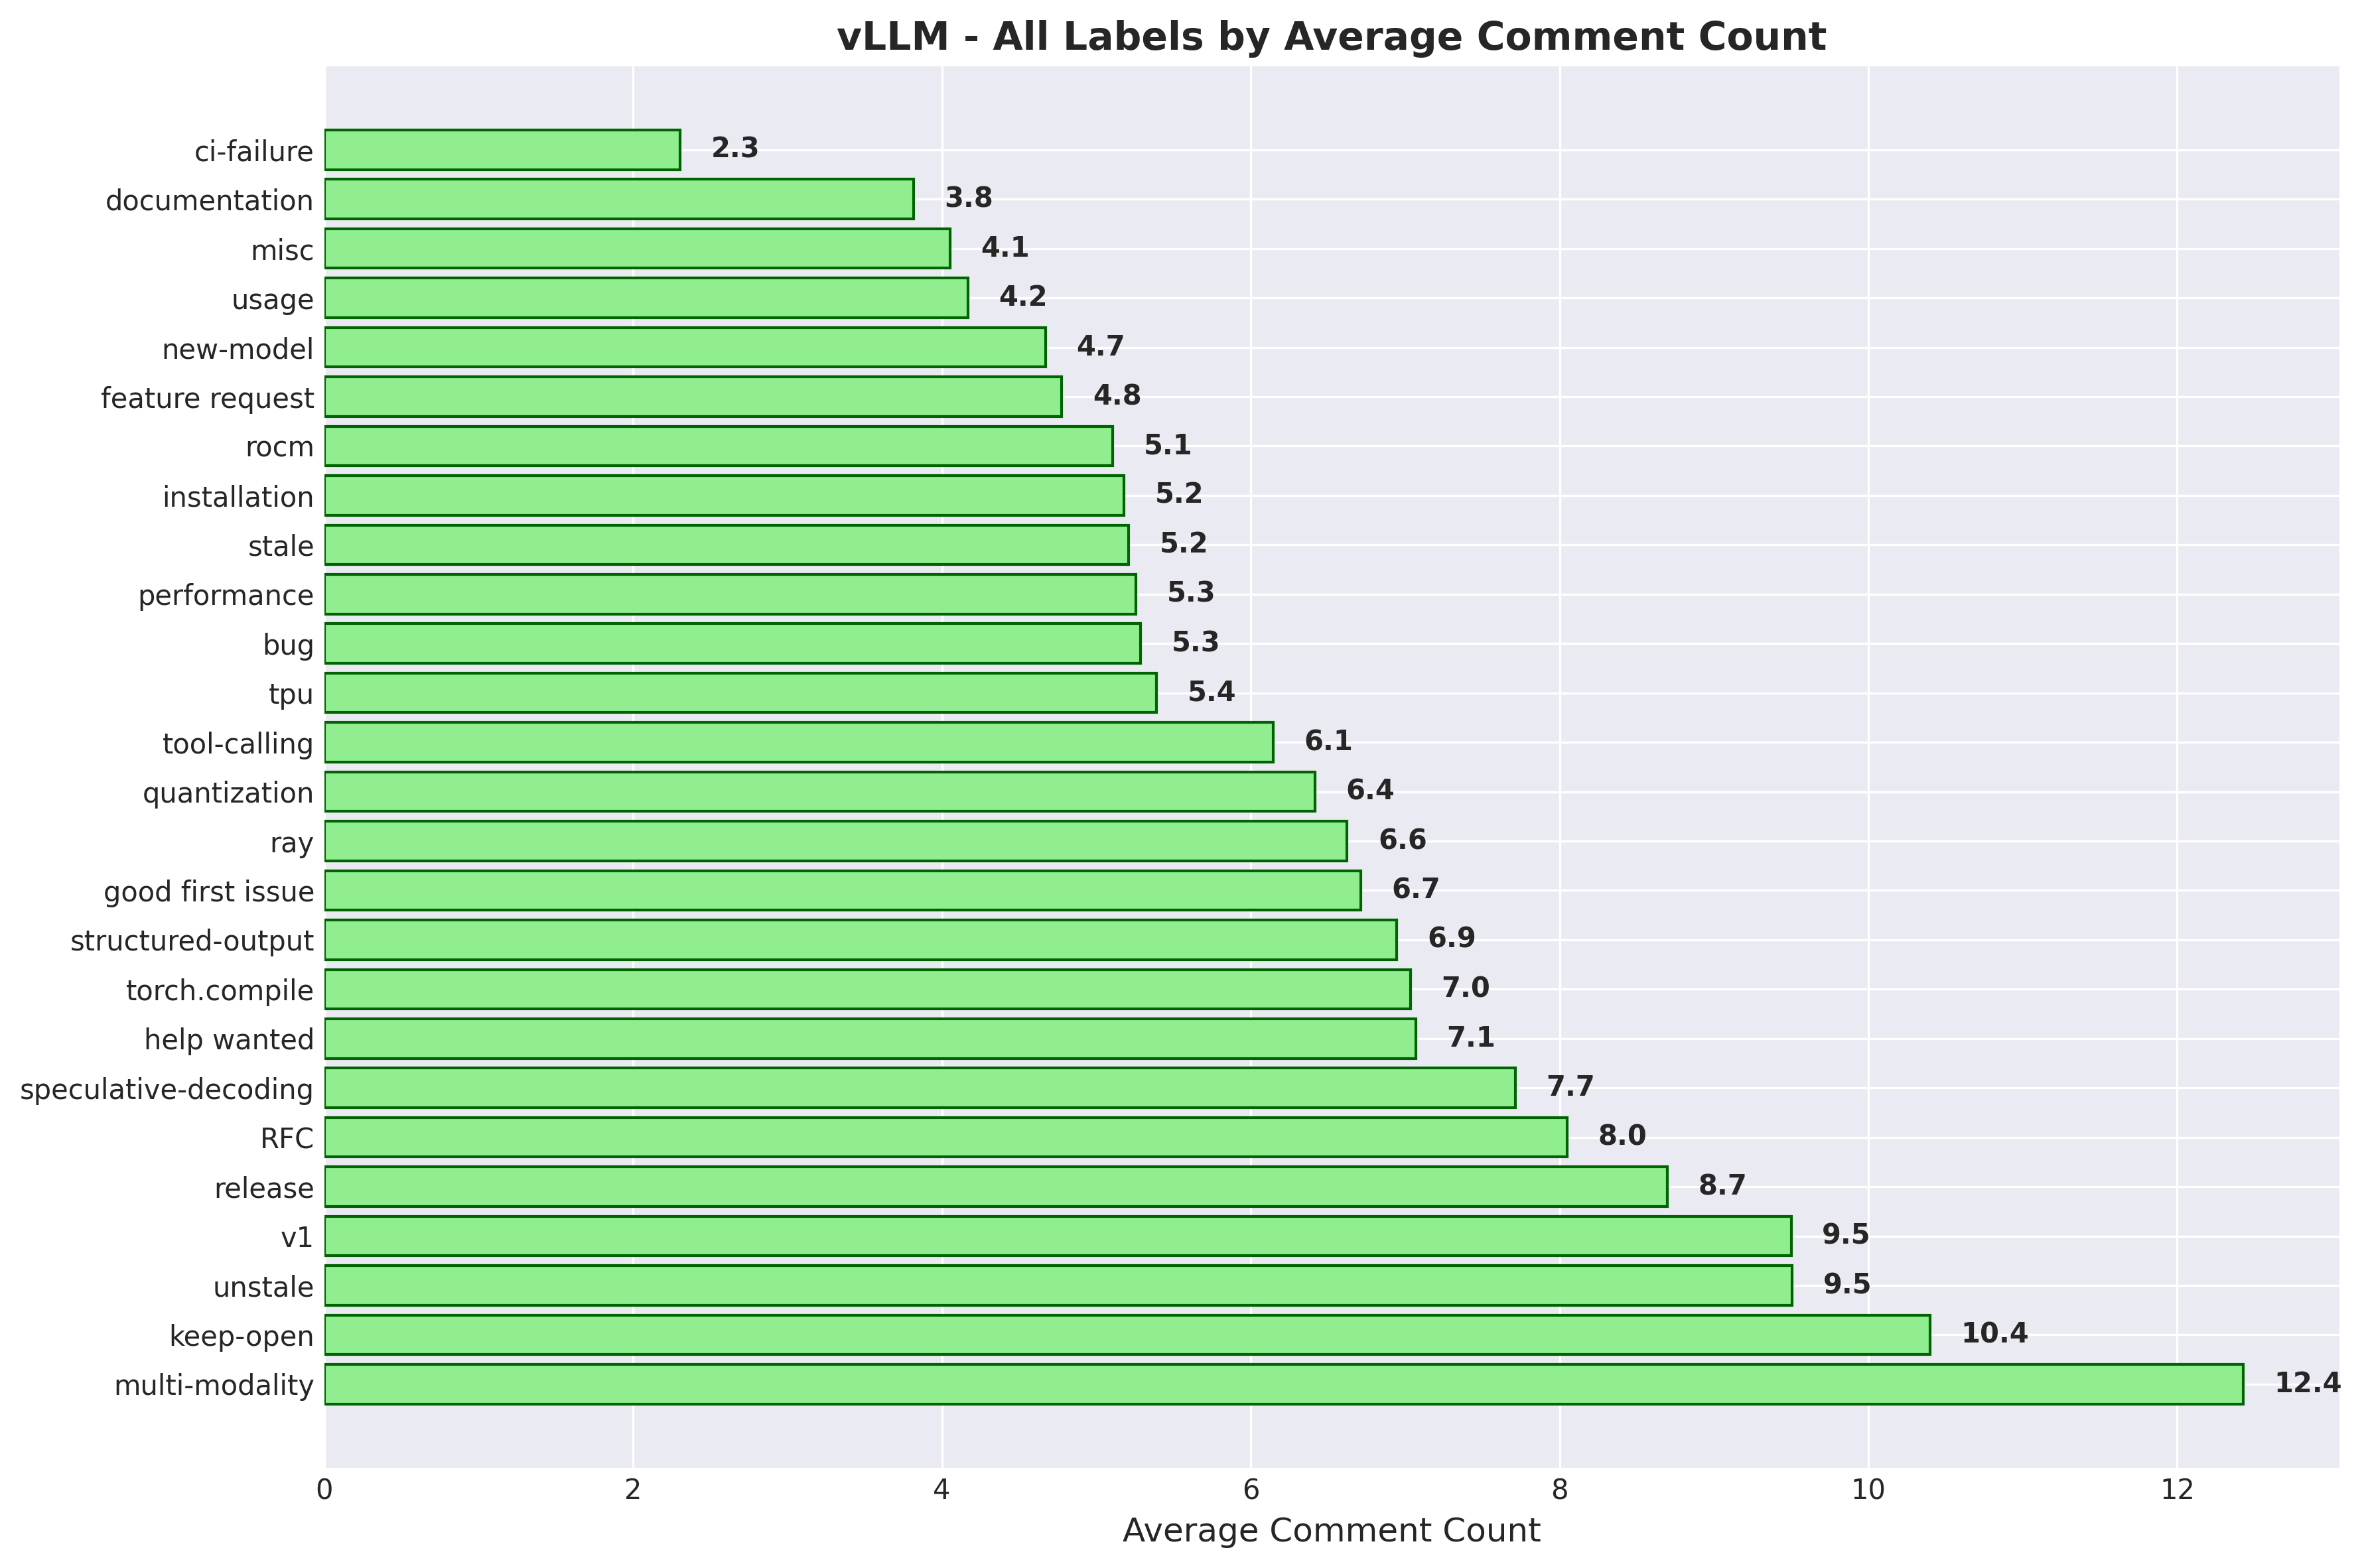 vLLM - All Labels by Average Comment Count
ci-failure 2.3
documentation 3.8
misc 4.1
usage 4.2
new-model 4.7
feature request 4.8
rocm 5.1
installation 5.2
stale 5.2
performance 5.3
bug 5.3
tpu 5.4
tool-calling 6.1
quantization 6.4
ray 6.6
good first issue 6.7
structured-output 6.9
torch.compile 7.0
help wanted 7.1
speculative-decoding 7.7
RFC 8.0
release 8.7
v1 9.5
unstale 9.5
keep-open 10.4
multi-modality 12.4
0 2 4 6 8 10 12
Average Comment Count